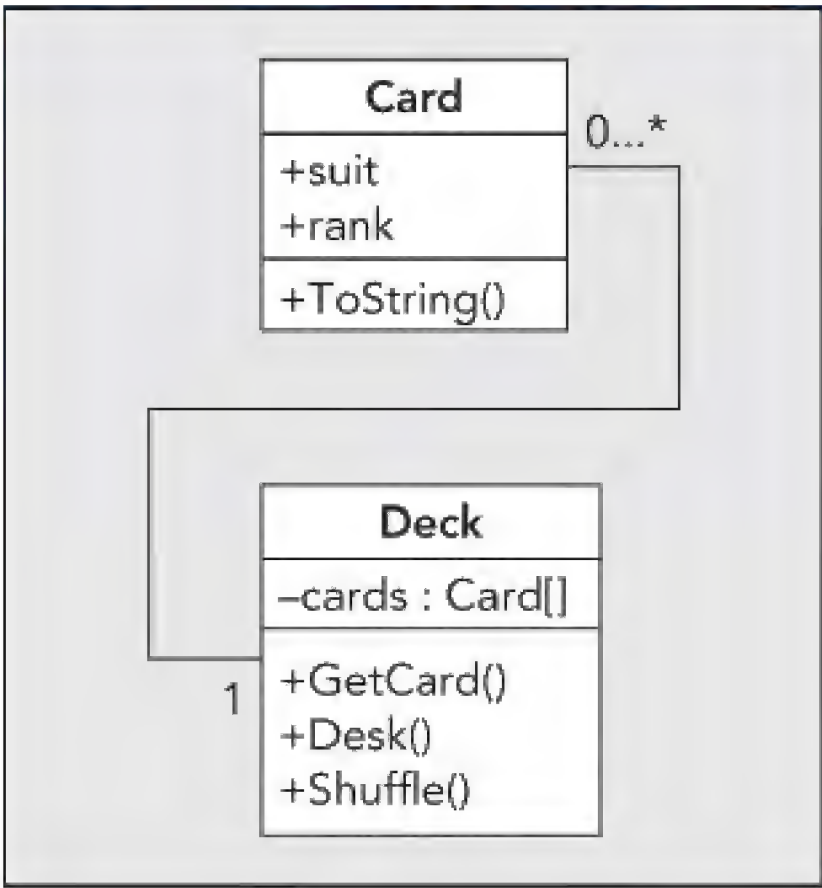 Card
0...*
+suit
+rank
+ToString()
Deck
–cards : Card[]
1
+GetCard()
+Desk()
+Shuffle()